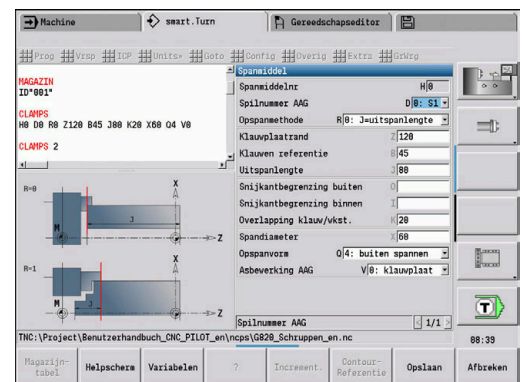 Machine smart.Turn Gereedschapseditor
Prog Vrsp ICP Units» Goto Config Overig Extra GrWrg
MAGAZIN
ID"001"
CLAMPS
H0 D0 R0 Z120 B45 J80 K20 X60 Q4 V0
CLAMPS 2
Spanmiddel
Spanmiddelnr H 0
Spilnummer AAG D 0: S1
Opspanmethode R 0: J=uitspanlengte
Klauwplaatrand Z 120
Klauwen referentie B 45
Uitspanlengte J 80
Snijkantbegrenzing buiten O
Snijkantbegrenzing binnen I
Overlapping klauw/wkst. K 20
Spandiameter X 60
Opspanvorm Q 4: buiten spannen
Asbewerking AAG V 0: klauwplaat
R=0 X J M Z
R=1 X J M Z
Spilnummer AAG 1/1
T
TNC:\Project\Benutzerhandbuch_CNC_PILOT_en\ncps\G820_Schruppen_en.nc
08:39
Magazijn-tabel Helpscherm Variabelen ? Increment. Contour-Referentie Opslaan Afbreken